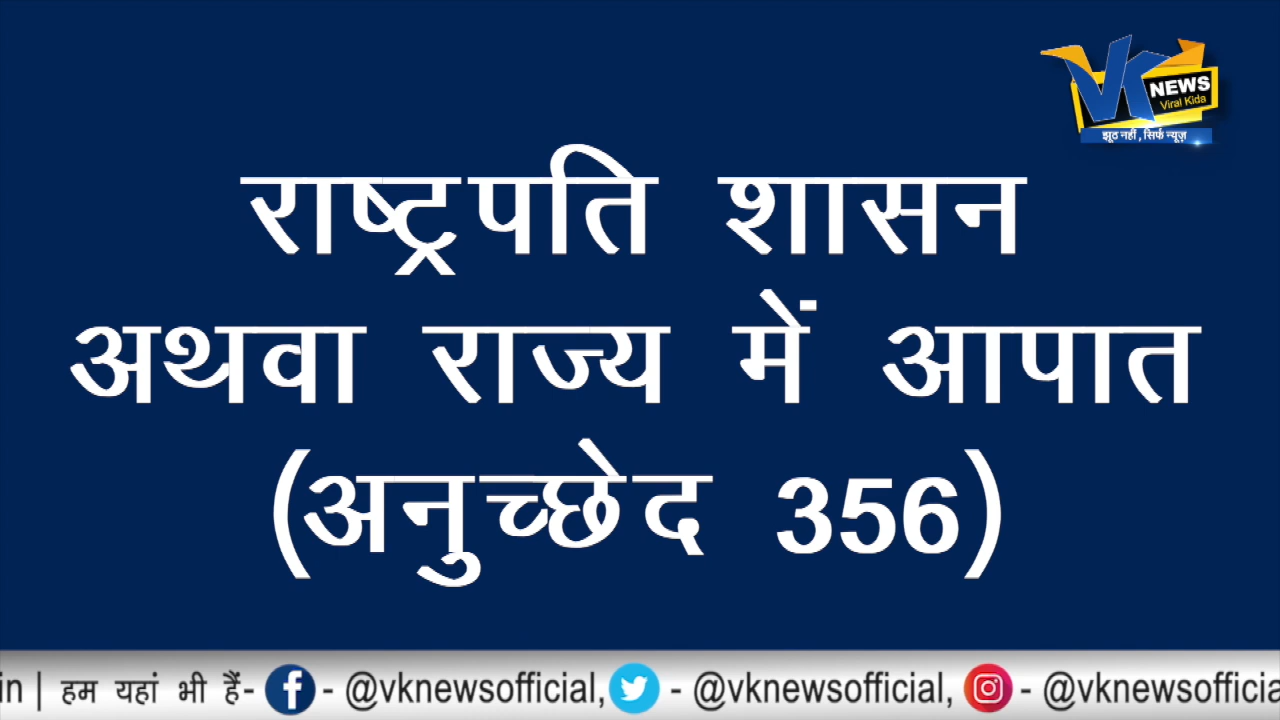 VK NEWS
Viral Kida
झूठ नहीं, सिर्फ न्यूज़
राष्ट्रपति शासन
अथवा राज्य में आपात
(अनुच्छेद 356)
in | हम यहां भी हैं- f - @vknewsofficial, - @vknewsofficial, - @vknewsofficia